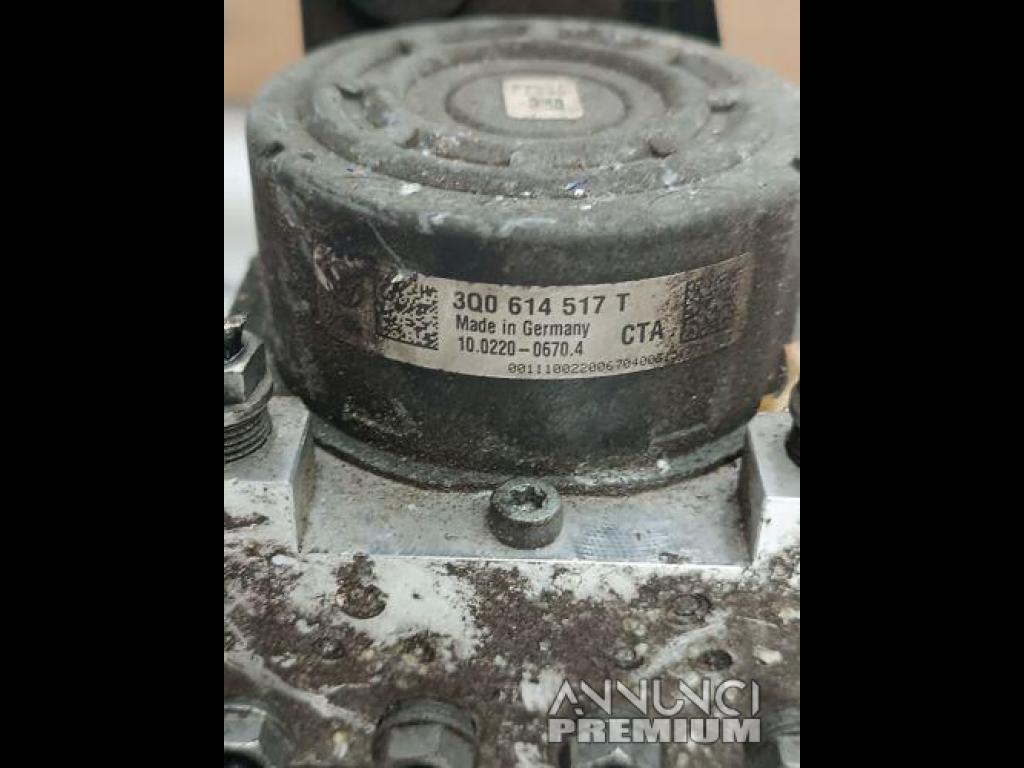 3Q0 614 517 T
Made in Germany
10.0220-0670.4
CTA
ANNUNCI
PREMIUM